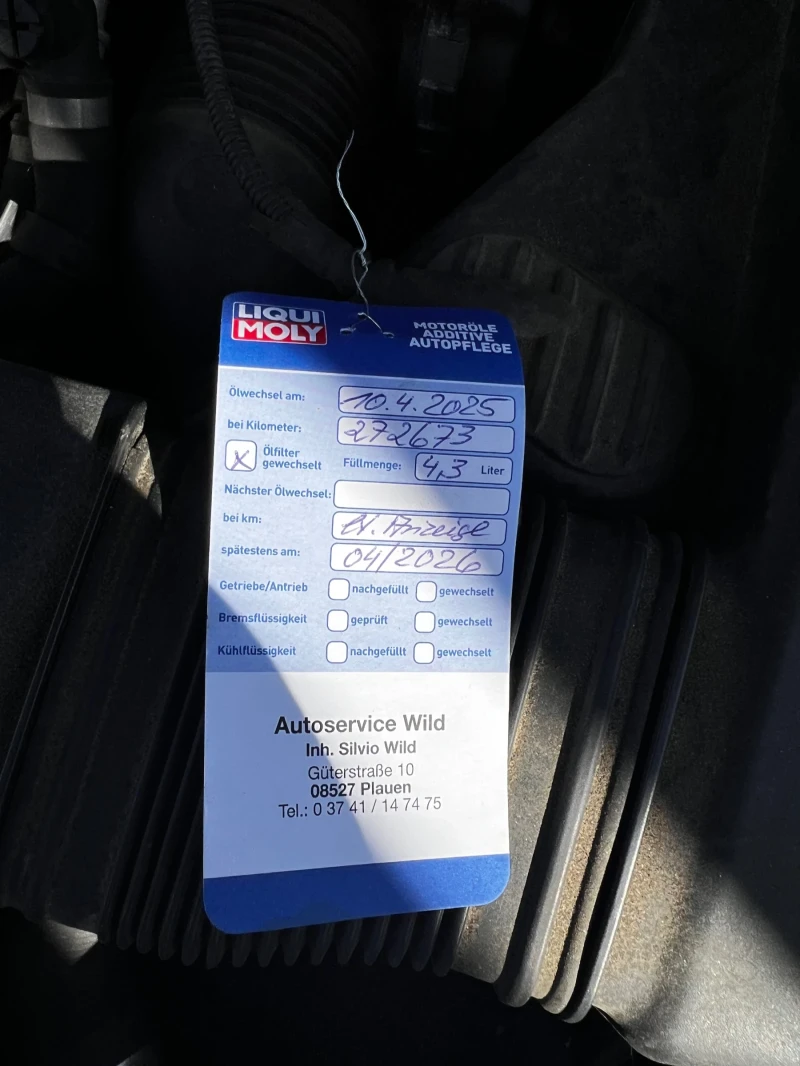 LIQUI
MOLY
MOTORÖLE
ADDITIVE
AUTOPFLEGE
Ölwechsel am: 10.4.2025
bei Kilometer: 272673
x Ölfilter
gewechselt Füllmenge: 4,3 Liter
Nächster Ölwechsel:
bei km: N. Anzeige
spätestens am: 04/2026
Getriebe/Antrieb nachgefüllt gewechselt
Bremsflüssigkeit geprüft gewechselt
Kühlflüssigkeit nachgefüllt gewechselt
Autoservice Wild
Inh. Silvio Wild
Güterstraße 10
08527 Plauen
Tel.: 0 37 41 / 14 74 75